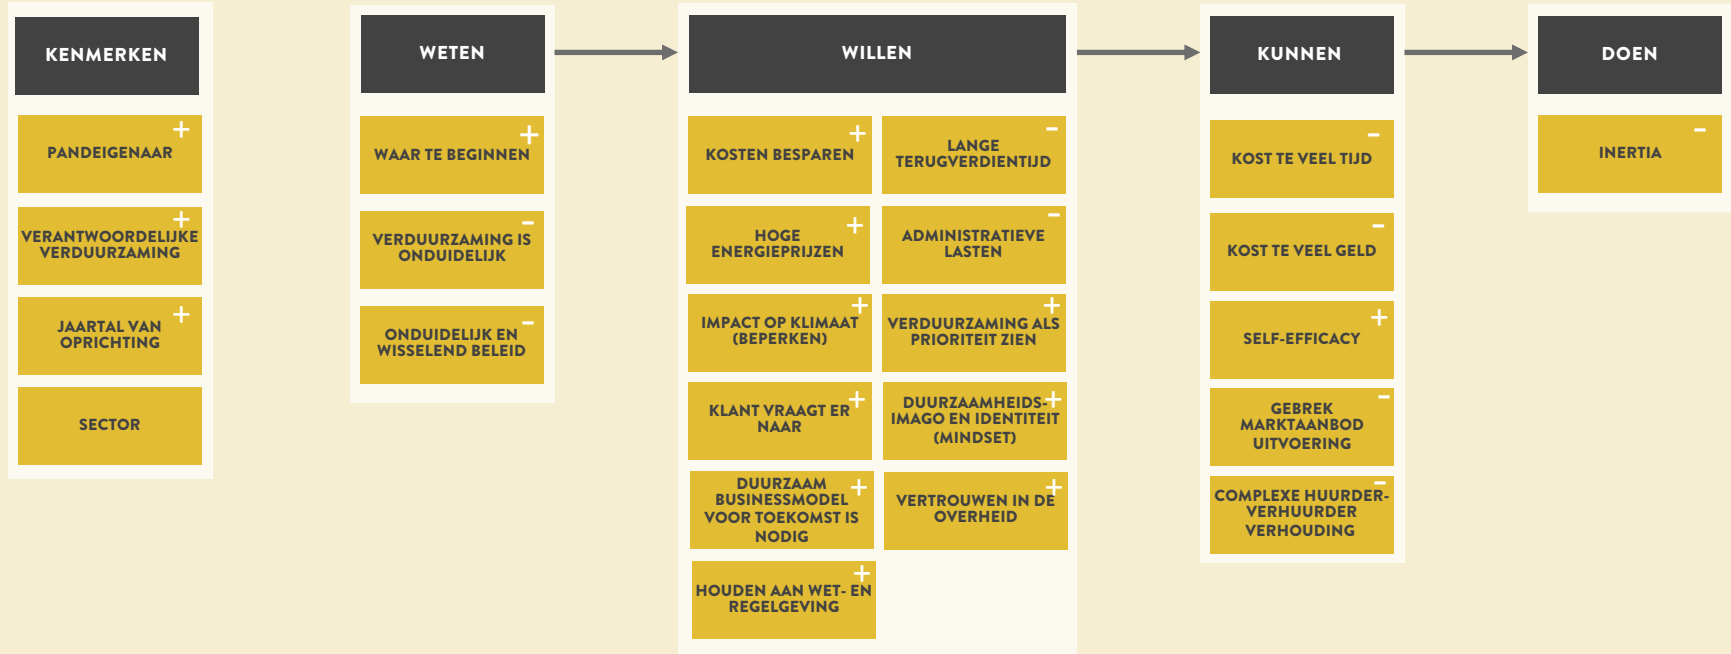 KENMERKEN
PANDEIGENAAR
+
VERANTWOORDELIJKE
VERDUURZAMING
+
JAARTAL VAN
OPRICHTING
+
SECTOR
WETEN
WAAR TE BEGINNEN
+
VERDUURZAMING IS
ONDUIDELIJK
-
ONDUIDELIJK EN
WISSELEND BELEID
-
WILLEN
KOSTEN BESPAREN
+
LANGE
TERUGVERDIENTIJD
-
HOGE
ENERGIEPRIJZEN
+
ADMINISTRATIEVE
LASTEN
-
IMPACT OP KLIMAAT
(BEPERKEN)
+
VERDUURZAMING ALS
PRIORITEIT ZIEN
+
KLANT VRAAGT ER
NAAR
+
DUURZAAMHEIDS-
IMAGO EN IDENTITEIT
(MINDSET)
+
DUURZAAM
BUSINESSMODEL
VOOR TOEKOMST IS
NODIG
+
VERTROUWEN IN DE
OVERHEID
+
HOUDEN AAN WET- EN
REGELGEVING
+
KUNNEN
KOST TE VEEL TIJD
-
KOST TE VEEL GELD
-
SELF-EFFICACY
+
GEBREK
MARKTAANBOD
UITVOERING
-
COMPLEXE HUURDER-
VERHUURDER
VERHOUDING
-
DOEN
INERTIA
-